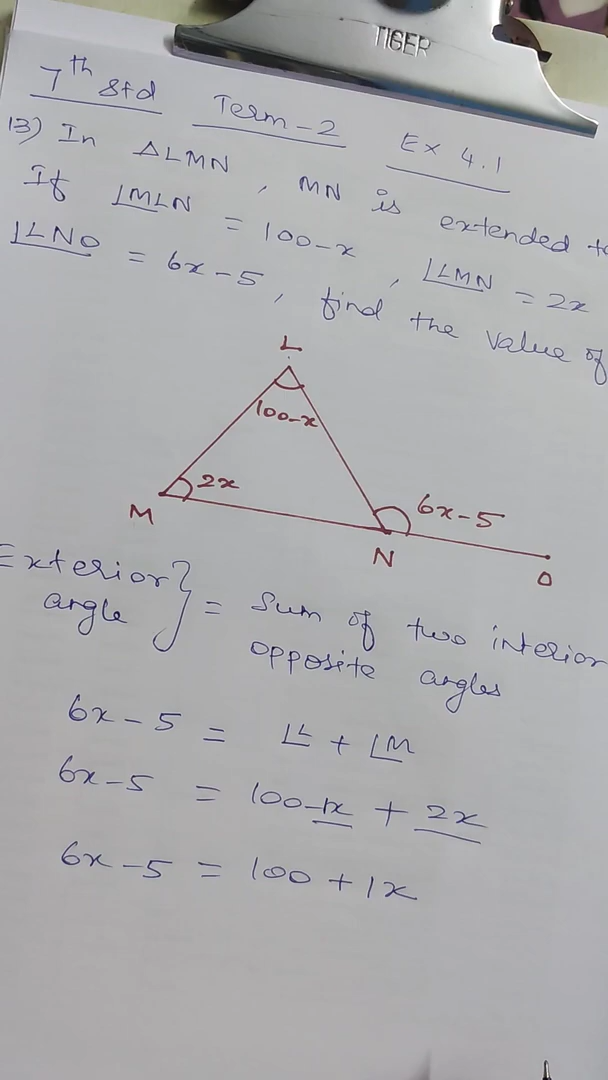 TIGER
7th Std Term-2 Ex 4.1
13) In △LMN, MN is extended to
If ∠MLN = 100-x, ∠LMN = 2x
∠LNO = 6x-5, find the value of
L
100-x
2x
6x-5
M
N
O
Exterior } = Sum of two interior
angle opposite angles
6x-5 = ∠L + ∠M
6x-5 = 100-1x + 2x
6x-5 = 100+1x